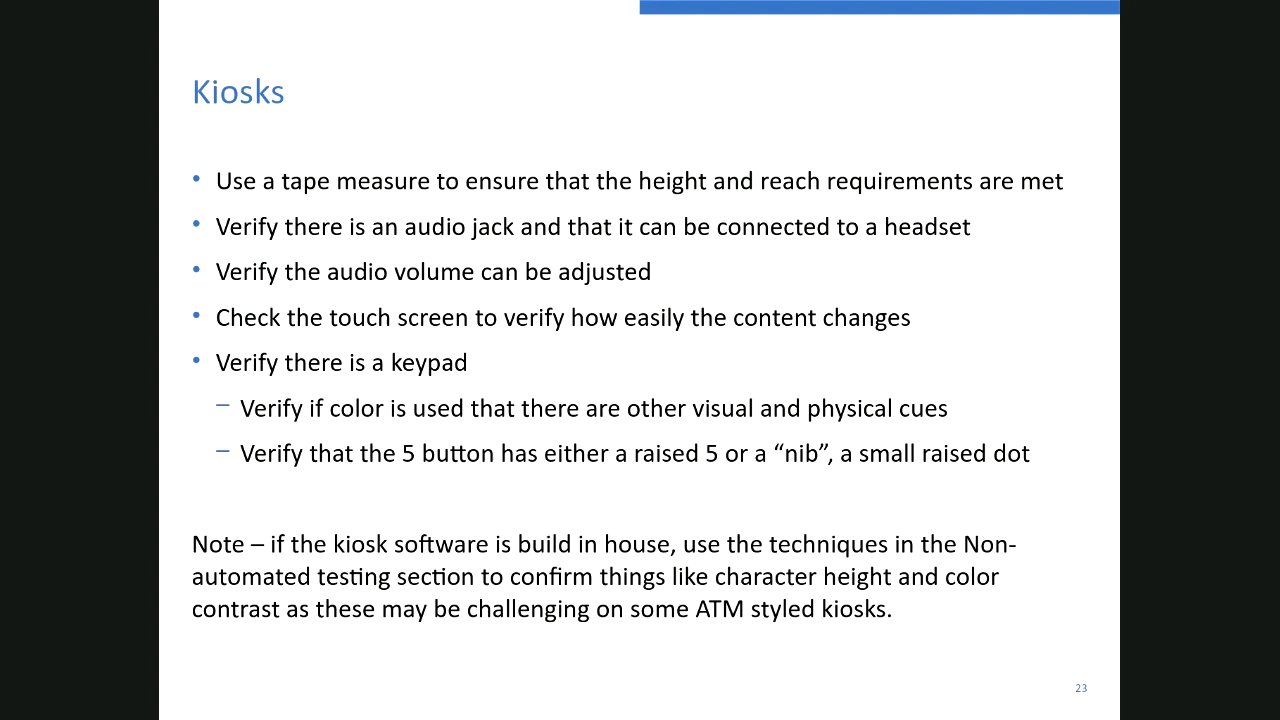 Kiosks
• Use a tape measure to ensure that the height and reach requirements are met
• Verify there is an audio jack and that it can be connected to a headset
• Verify the audio volume can be adjusted
• Check the touch screen to verify how easily the content changes
• Verify there is a keypad
– Verify if color is used that there are other visual and physical cues
– Verify that the 5 button has either a raised 5 or a “nib”, a small raised dot
Note – if the kiosk software is build in house, use the techniques in the Non-
automated testing section to confirm things like character height and color
contrast as these may be challenging on some ATM styled kiosks.
23